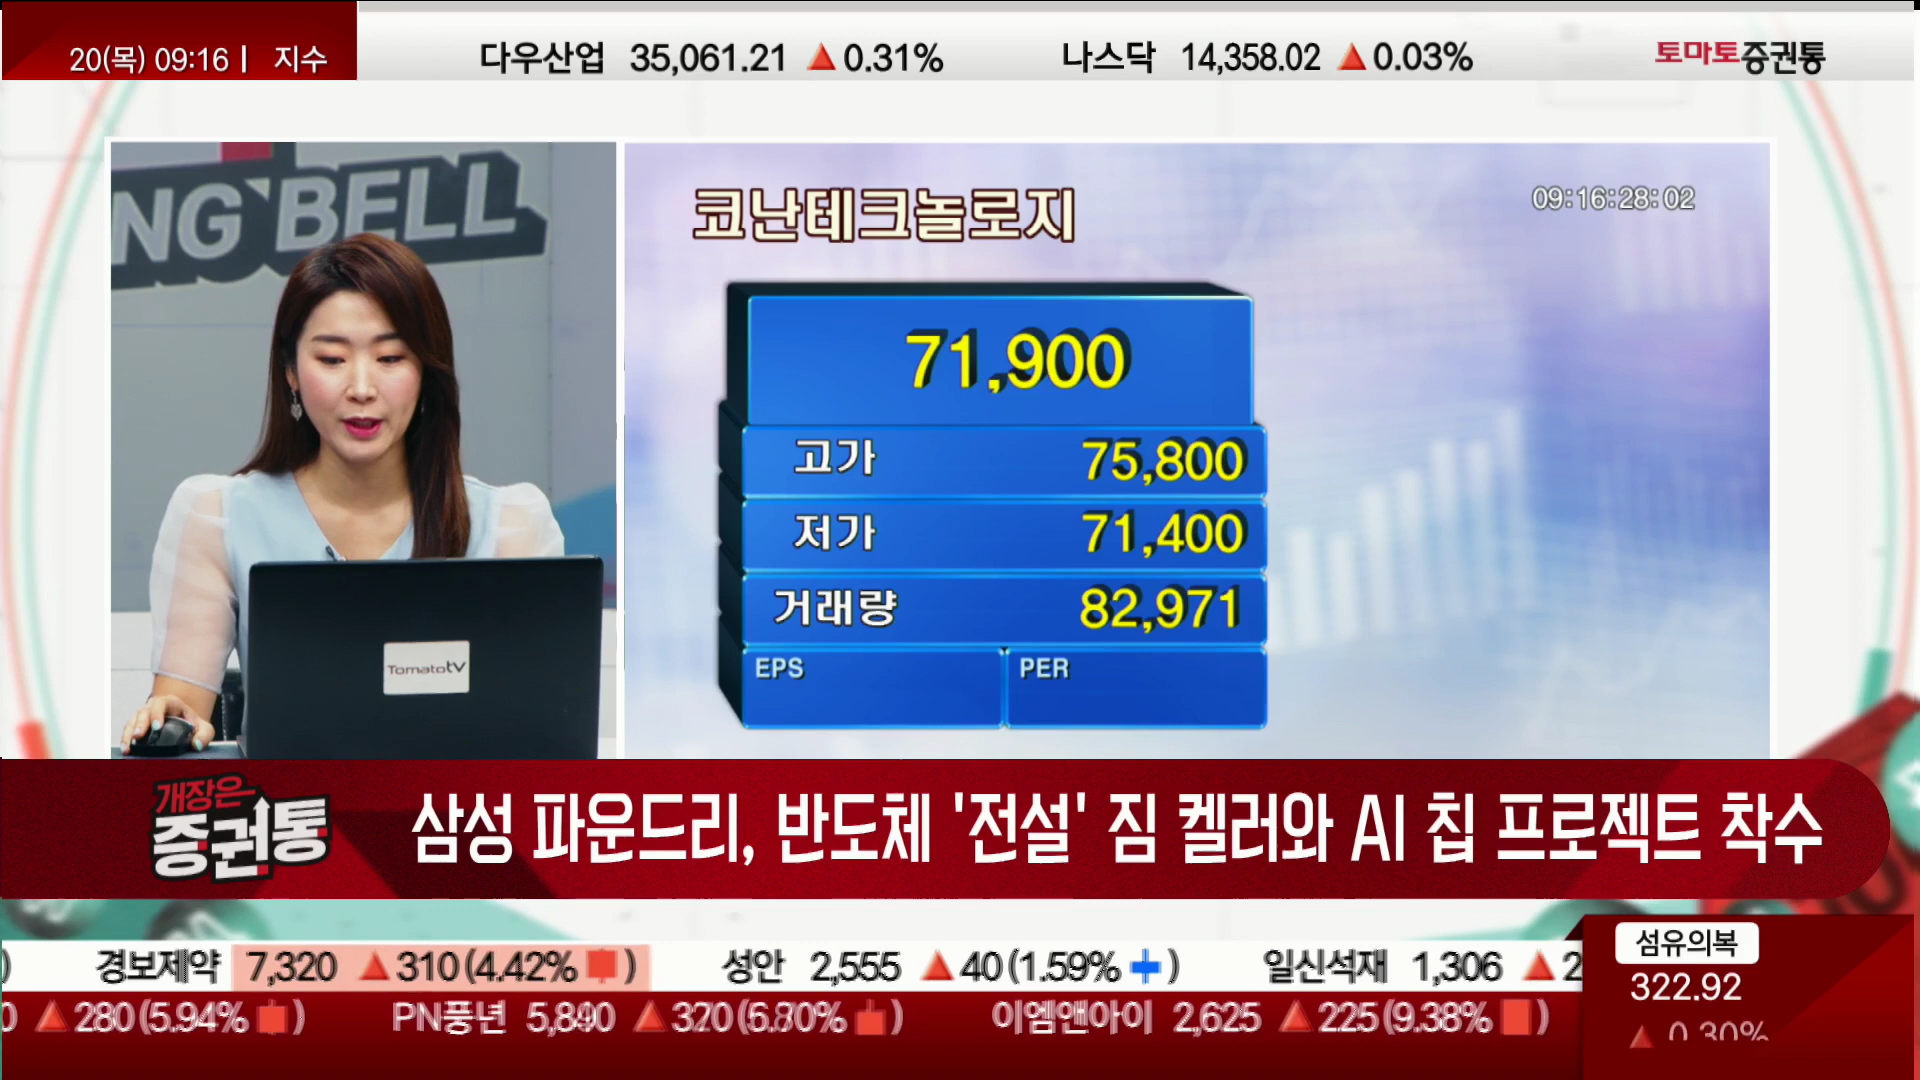 20(목) 09:16 | 지수 다우산업 35,061.21 ▲0.31% 나스닥 14,358.02 ▲0.03% 토마토증권통
NG BELL
코난테크놀로지
09:16:28:02
71,900
고가 75,800
저가 71,400
거래량 82,971
EPS PER
Tomatotv
개장은
증권통
삼성 파운드리, 반도체 '전설' 짐 켈러와 AI 칩 프로젝트 착수
) 경보제약 7,320 ▲310(4.42% ) 성안 2,555 ▲40(1.59% ) 일신석재 1,306 ▲2
섬유의복
322.92
▲ 0.30%
0 ▲280(5.94% ) PN풍년 5,890 ▲370(6.70% ) 이엠앤아이 2,625 ▲225(9.38% )